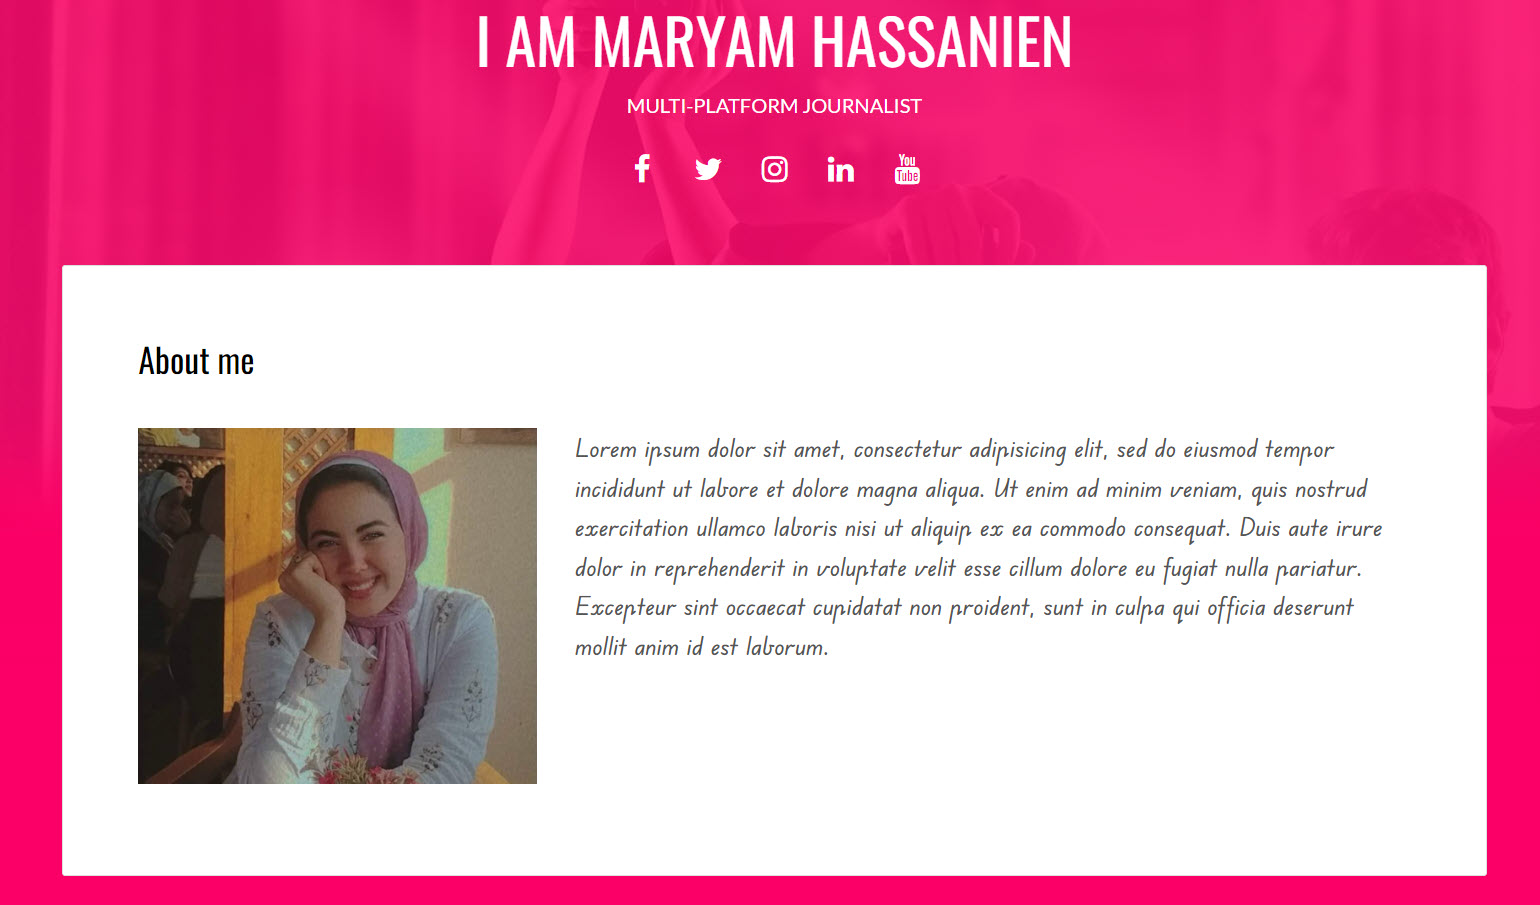 I AM MARYAM HASSANIEN
MULTI-PLATFORM JOURNALIST
You
Tube
About me
Lorem ipsum dolor sit amet, consectetur adipisicing elit, sed do eiusmod tempor
incididunt ut labore et dolore magna aliqua. Ut enim ad minim veniam, quis nostrud
exercitation ullamco laboris nisi ut aliquip ex ea commodo consequat. Duis aute irure
dolor in reprehenderit in voluptate velit esse cillum dolore eu fugiat nulla pariatur.
Excepteur sint occaecat cupidatat non proident, sunt in culpa qui officia deserunt
mollit anim id est laborum.